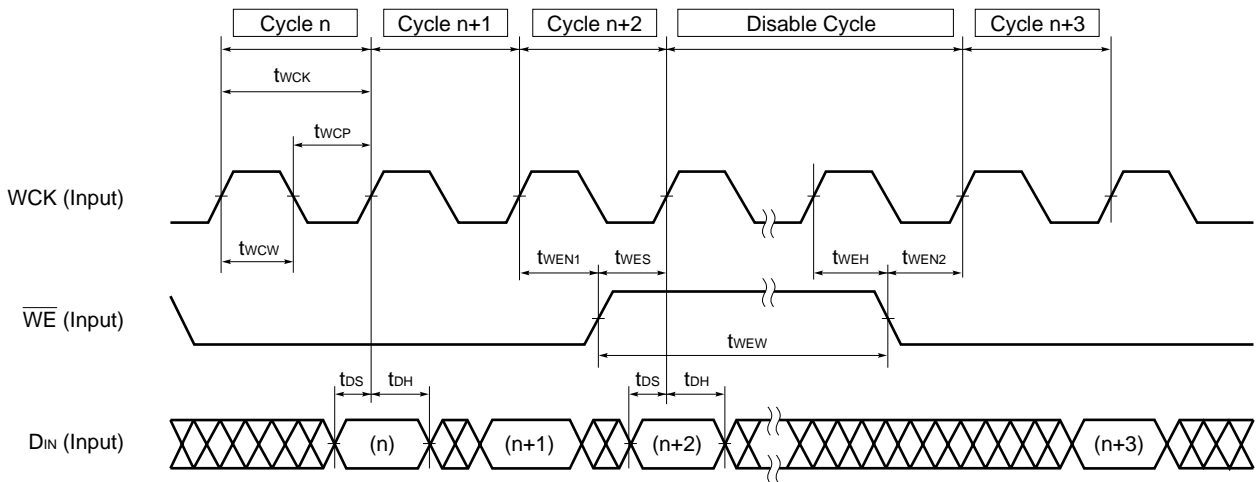 Cycle n Cycle n+1 Cycle n+2 Disable Cycle Cycle n+3
tWCK
tWCP
WCK (Input)
tWCW tWEN1 tWES tWEH tWEN2
WE (Input)
tWEW
tDS tDH tDS tDH
DIN (Input) (n) (n+1) (n+2) (n+3)